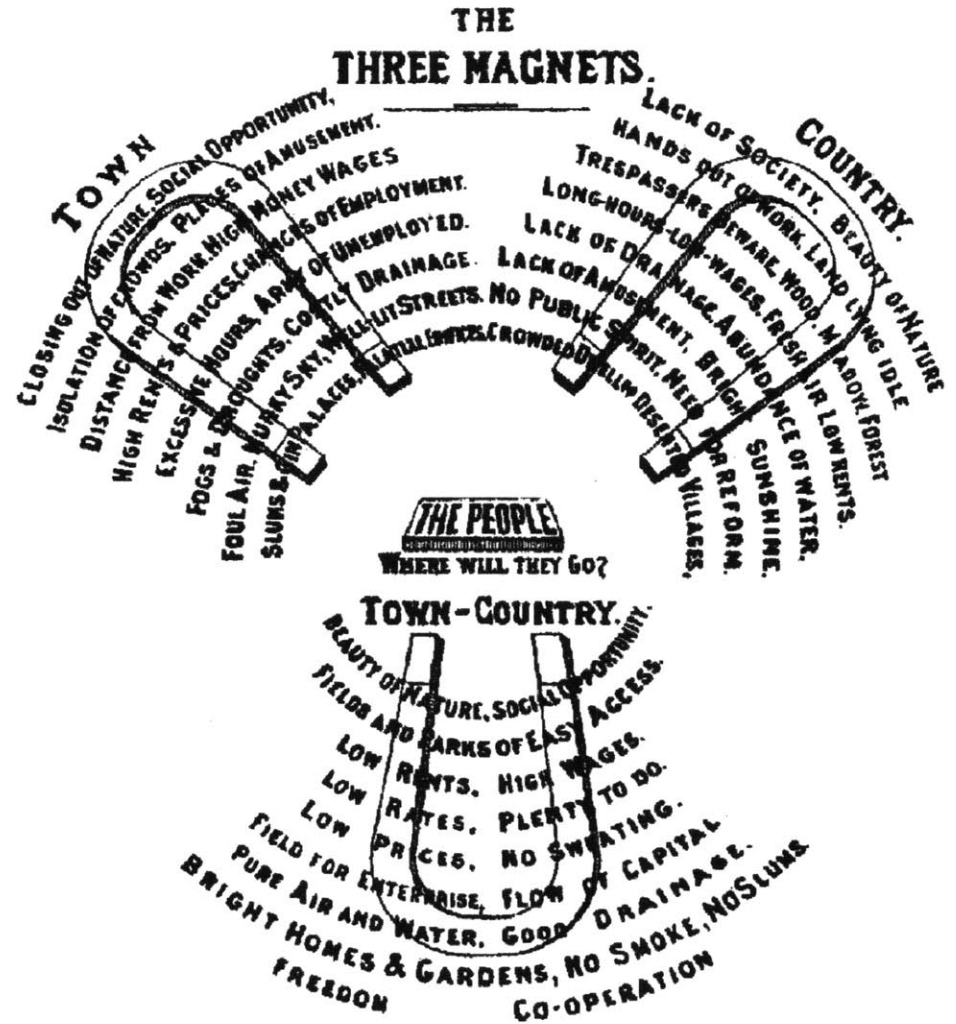 THE
THREE MAGNETS.
TOWN
CLOSING OUT OF NATURE. SOCIAL OPPORTUNITY.
ISOLATION OF CROWDS. PLACES OF AMUSEMENT.
DISTANCE FROM WORK. HIGH MONEY WAGES
HIGH RENTS & PRICES. CHANCES OF EMPLOYMENT.
EXCESSIVE HOURS. ARMY OF UNEMPLOYED.
FOGS & DROUGHTS. COSTLY DRAINAGE.
FOUL AIR. MURKY SKY. WELL-LIT STREETS.
SLUMS & GIN PALACES.
COUNTRY.
LACK OF SOCIETY. BEAUTY OF NATURE
HANDS OUT OF WORK. LAND LYING IDLE
TRESPASSERS BEWARE. WOOD, MEADOW, FOREST
LONG-HOURS-LOW-WAGES. FRESH AIR LOW RENTS.
LACK OF DRAINAGE. ABUNDANCE OF WATER.
LACK OF AMUSEMENT. BRIGHT SUNSHINE.
NO PUBLIC SPIRIT. NEED FOR REFORM.
CROWDED DESERTED VILLAGES.
THE PEOPLE
WHERE WILL THEY GO?
TOWN-COUNTRY.
BEAUTY OF NATURE. SOCIAL OPPORTUNITY.
FIELDS AND PARKS OF EASY ACCESS.
LOW RENTS. HIGH WAGES.
LOW RATES. PLENTY TO DO.
LOW PRICES. NO SWEATING.
FIELD FOR ENTERPRISE, FLOW OF CAPITAL
PURE AIR AND WATER. GOOD DRAINAGE.
BRIGHT HOMES & GARDENS, NO SMOKE, NO SLUMS.
FREEDOM CO-OPERATION